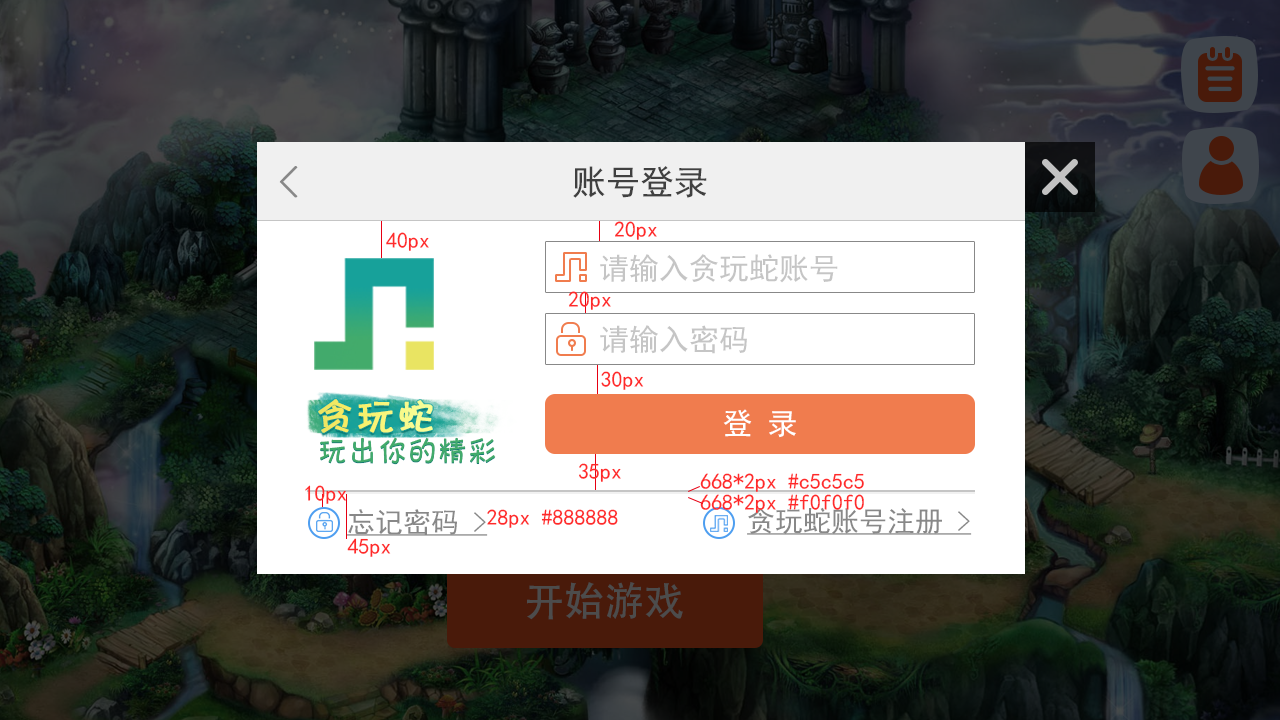 账号登录
40px
20px
请输入贪玩蛇账号
20px
请输入密码
30px
登 录
贪玩蛇
玩出你的精彩
35px
668*2px #c5c5c5
668*2px #f0f0f0
10px
忘记密码
28px #888888
贪玩蛇账号注册
45px
开始游戏